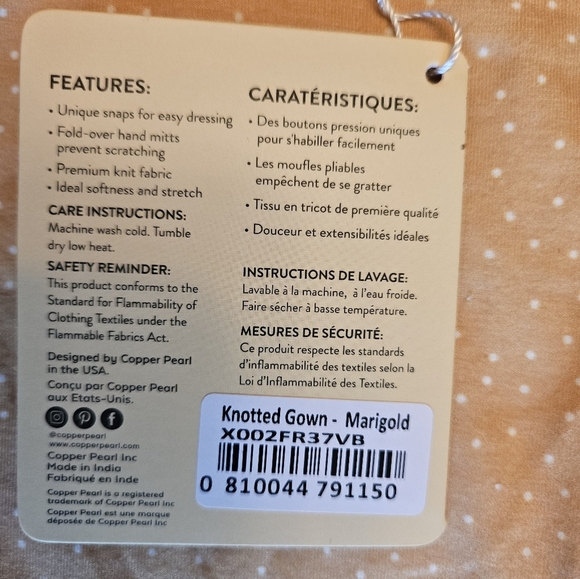 FEATURES:
• Unique snaps for easy dressing
• Fold-over hand mitts
prevent scratching
• Premium knit fabric
• Ideal softness and stretch
CARE INSTRUCTIONS:
Machine wash cold. Tumble
dry low heat.
SAFETY REMINDER:
This product conforms to the
Standard for Flammability of
Clothing Textiles under the
Flammable Fabrics Act.
Designed by Copper Pearl
in the USA.
Conçu par Copper Pearl
aux Etats-Unis.
@copperpearl
www.copperpearl.com
Copper Pearl Inc
Made in India
Fabriqué en Inde
Copper Pearl is a registered
trademark of Copper Pearl Inc
Copper Pearl est une marque
déposée de Copper Pearl Inc
CARATÉRISTIQUES:
• Des boutons pression uniques
pour s'habiller facilement
• Les moufles pliables
empêchent de se gratter
• Tissu en tricot de première qualité
• Douceur et extensibilités idéales
INSTRUCTIONS DE LAVAGE:
Lavable à la machine, à l'eau froide.
Faire sécher à basse température.
MESURES DE SÉCURITÉ:
Ce produit respecte les standards
d'inflammabilité des textiles selon la
Loi d'Inflammabilité des Textiles.
Knotted Gown - Marigold
X002FR37VB
0 810044 791150